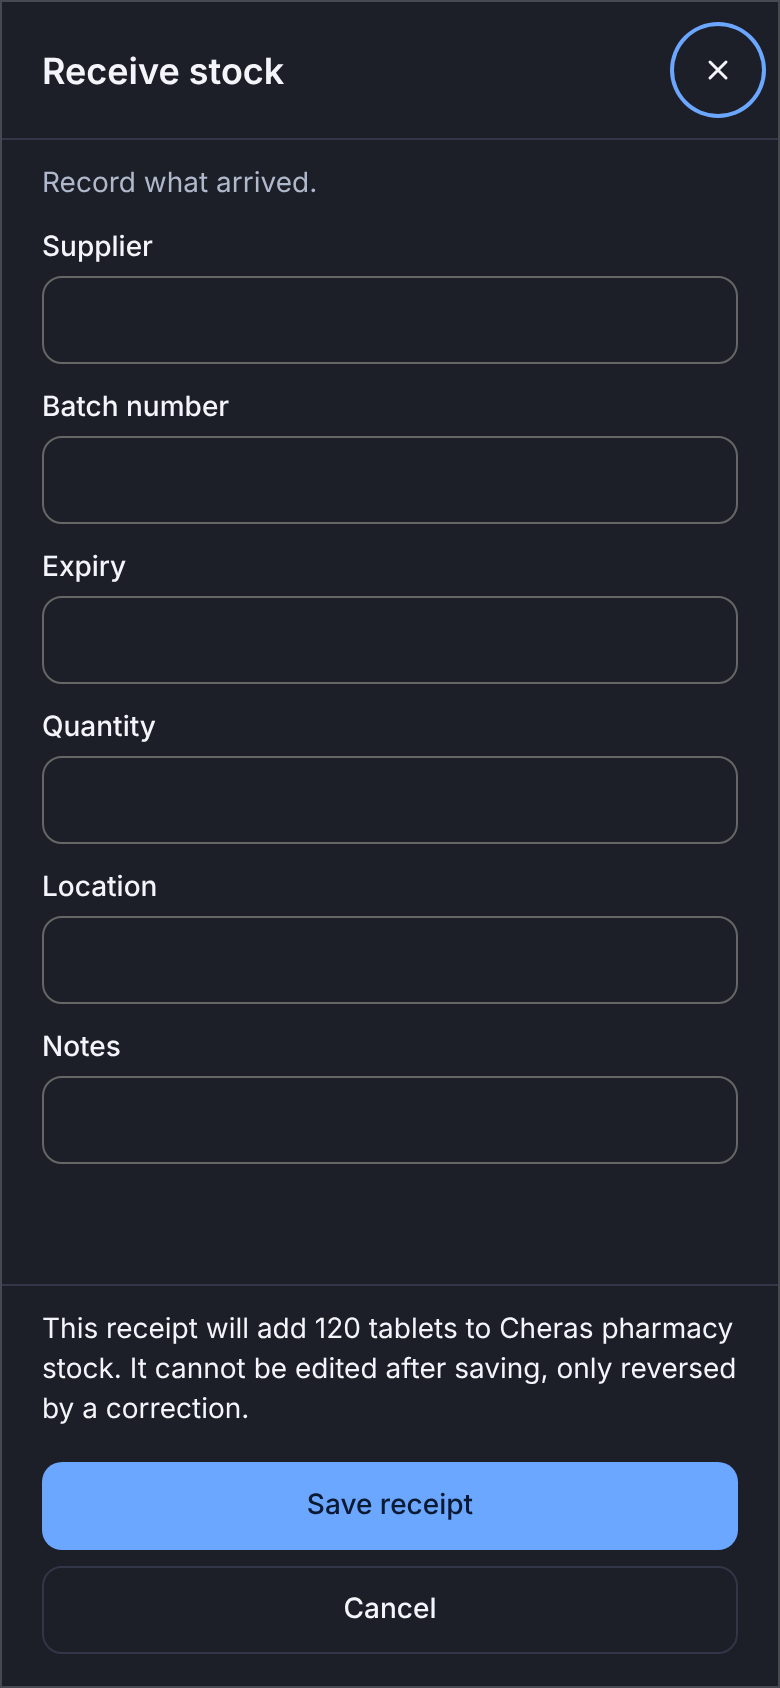 Receive stock
Record what arrived.
Supplier
Batch number
Expiry
Quantity
Location
Notes
This receipt will add 120 tablets to Cheras pharmacy
stock. It cannot be edited after saving, only reversed
by a correction.
Save receipt
Cancel